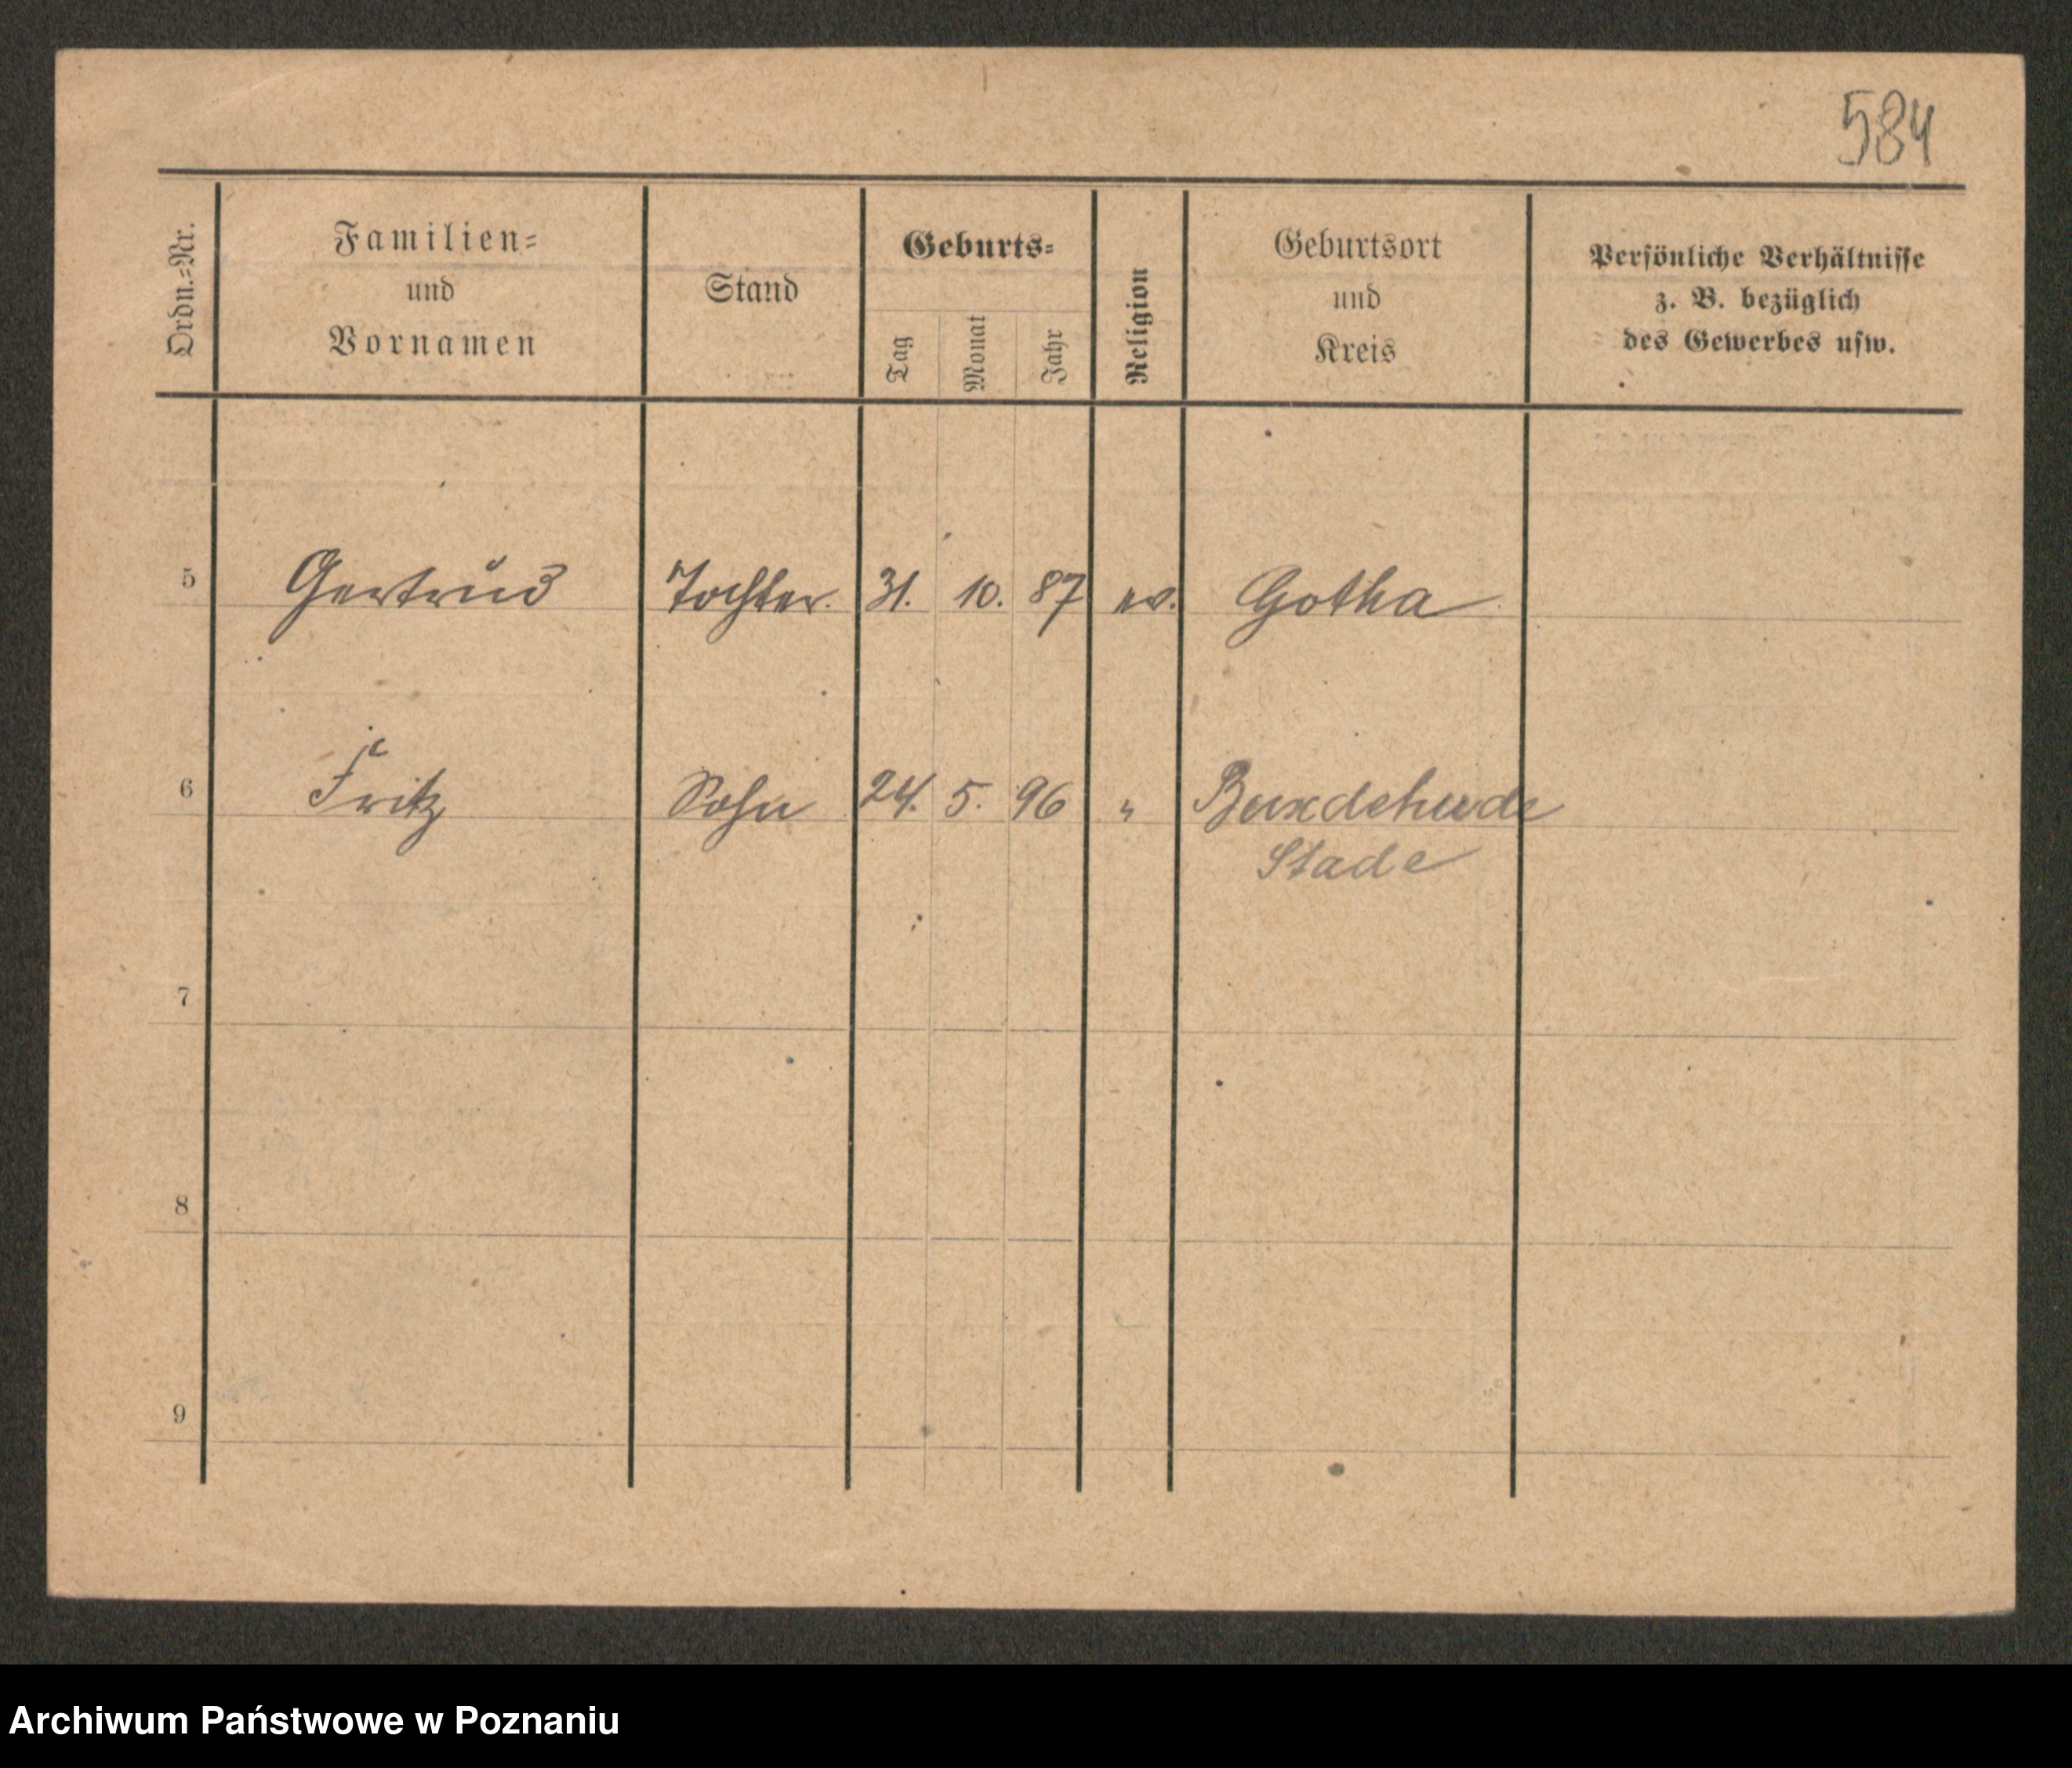 584
Ordn.-Nr.
Familien-
und
Vornamen
Stand
Geburts-
Tag
Monat
Jahr
Religion
Geburtsort
und
Kreis
Persönliche Verhältnisse
z. B. bezüglich
des Gewerbes usw.
5 Gertrud Tochter. 31. 10. 87 ev. Gotha
6 Fritz Sohn 24. 5. 96 " Buxdehude
Stade
7
8
9
Archiwum Państwowe w Poznaniu